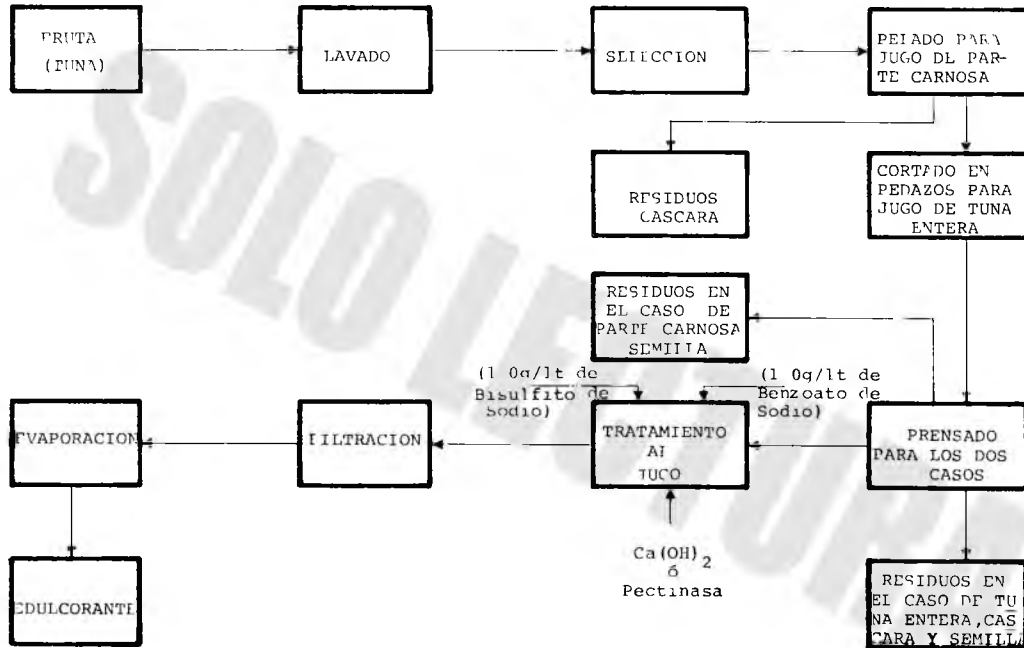 FRUTA
(TUNA)
LAVADO
SELECCION
PELADO PARA
JUGO DE PAR-
TE CARNOSA
RESIDUOS
CASCARA
CORTADO EN
PEDAZOS PARA
JUGO DE TUNA
ENTERA
RESIDUOS EN
EL CASO DE
PARTE CARNOSA
SEMILLA
(1 0g/lt de
Bisulfito de
Sodio)
(1 0g/lt de
Benzoato de
Sodio)
EVAPORACION
FILTRACION
TRATAMIENTO
AL
JUGO
PRENSADO
PARA LOS DOS
CASOS
Ca(OH)2
ó
Pectinasa
EDULCORANTE
RESIDUOS EN
EL CASO DE TU
NA ENTERA,CAS
CARA Y SEMILLA
SOLO LECTURA